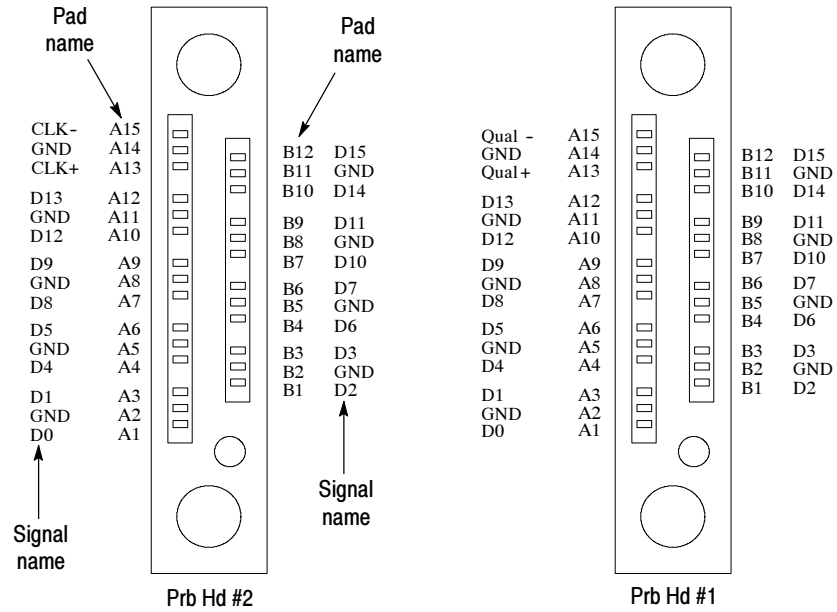 Pad
name
Pad
name
CLK- A15
GND A14
CLK+ A13
D13 A12
GND A11
D12 A10
D9 A9
GND A8
D8 A7
D5 A6
GND A5
D4 A4
D1 A3
GND A2
D0 A1
B12 D15
B11 GND
B10 D14
B9 D11
B8 GND
B7 D10
B6 D7
B5 GND
B4 D6
B3 D3
B2 GND
B1 D2
Signal
name
Signal
name
Prb Hd #2
Qual - A15
GND A14
Qual+ A13
D13 A12
GND A11
D12 A10
D9 A9
GND A8
D8 A7
D5 A6
GND A5
D4 A4
D1 A3
GND A2
D0 A1
B12 D15
B11 GND
B10 D14
B9 D11
B8 GND
B7 D10
B6 D7
B5 GND
B4 D6
B3 D3
B2 GND
B1 D2
Prb Hd #1